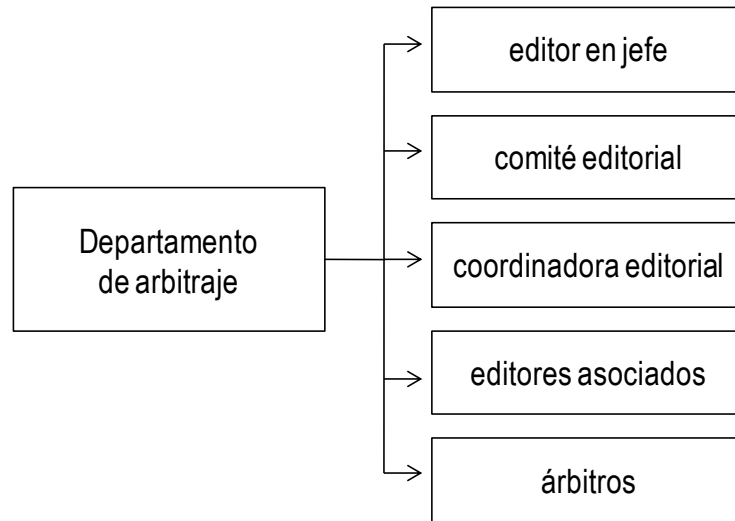 editor en jefe
comité editorial
Departamento
de arbitraje
coordinadora editorial
editores asociados
árbitros